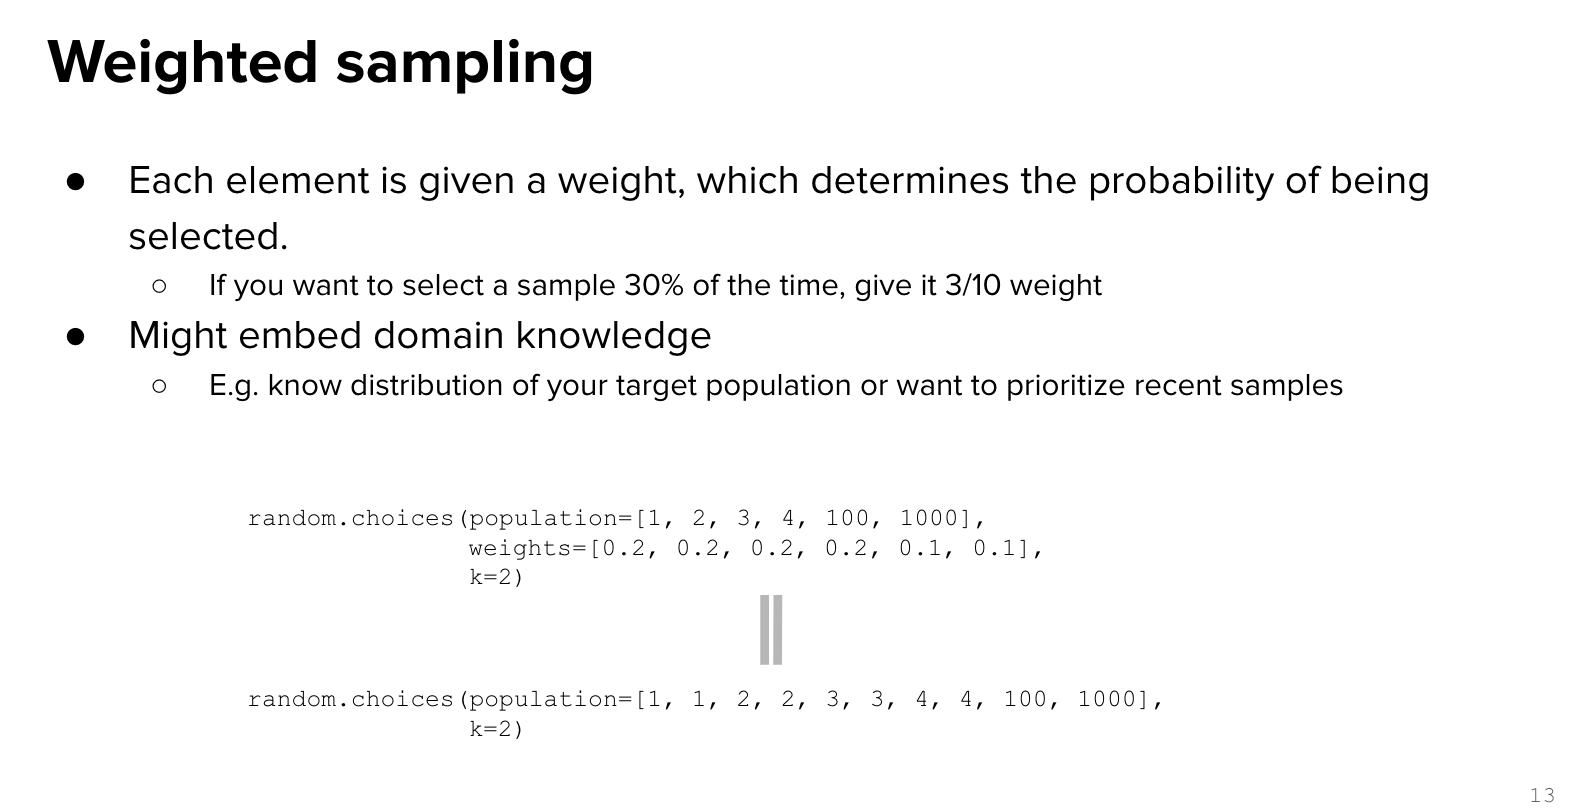 Weighted sampling
● Each element is given a weight, which determines the probability of being
selected.
○ If you want to select a sample 30% of the time, give it 3/10 weight
● Might embed domain knowledge
○ E.g. know distribution of your target population or want to prioritize recent samples
random.choices(population=[1, 2, 3, 4, 100, 1000],
weights=[0.2, 0.2, 0.2, 0.2, 0.1, 0.1],
k=2)
random.choices(population=[1, 1, 2, 2, 3, 3, 4, 4, 100, 1000],
k=2)
13